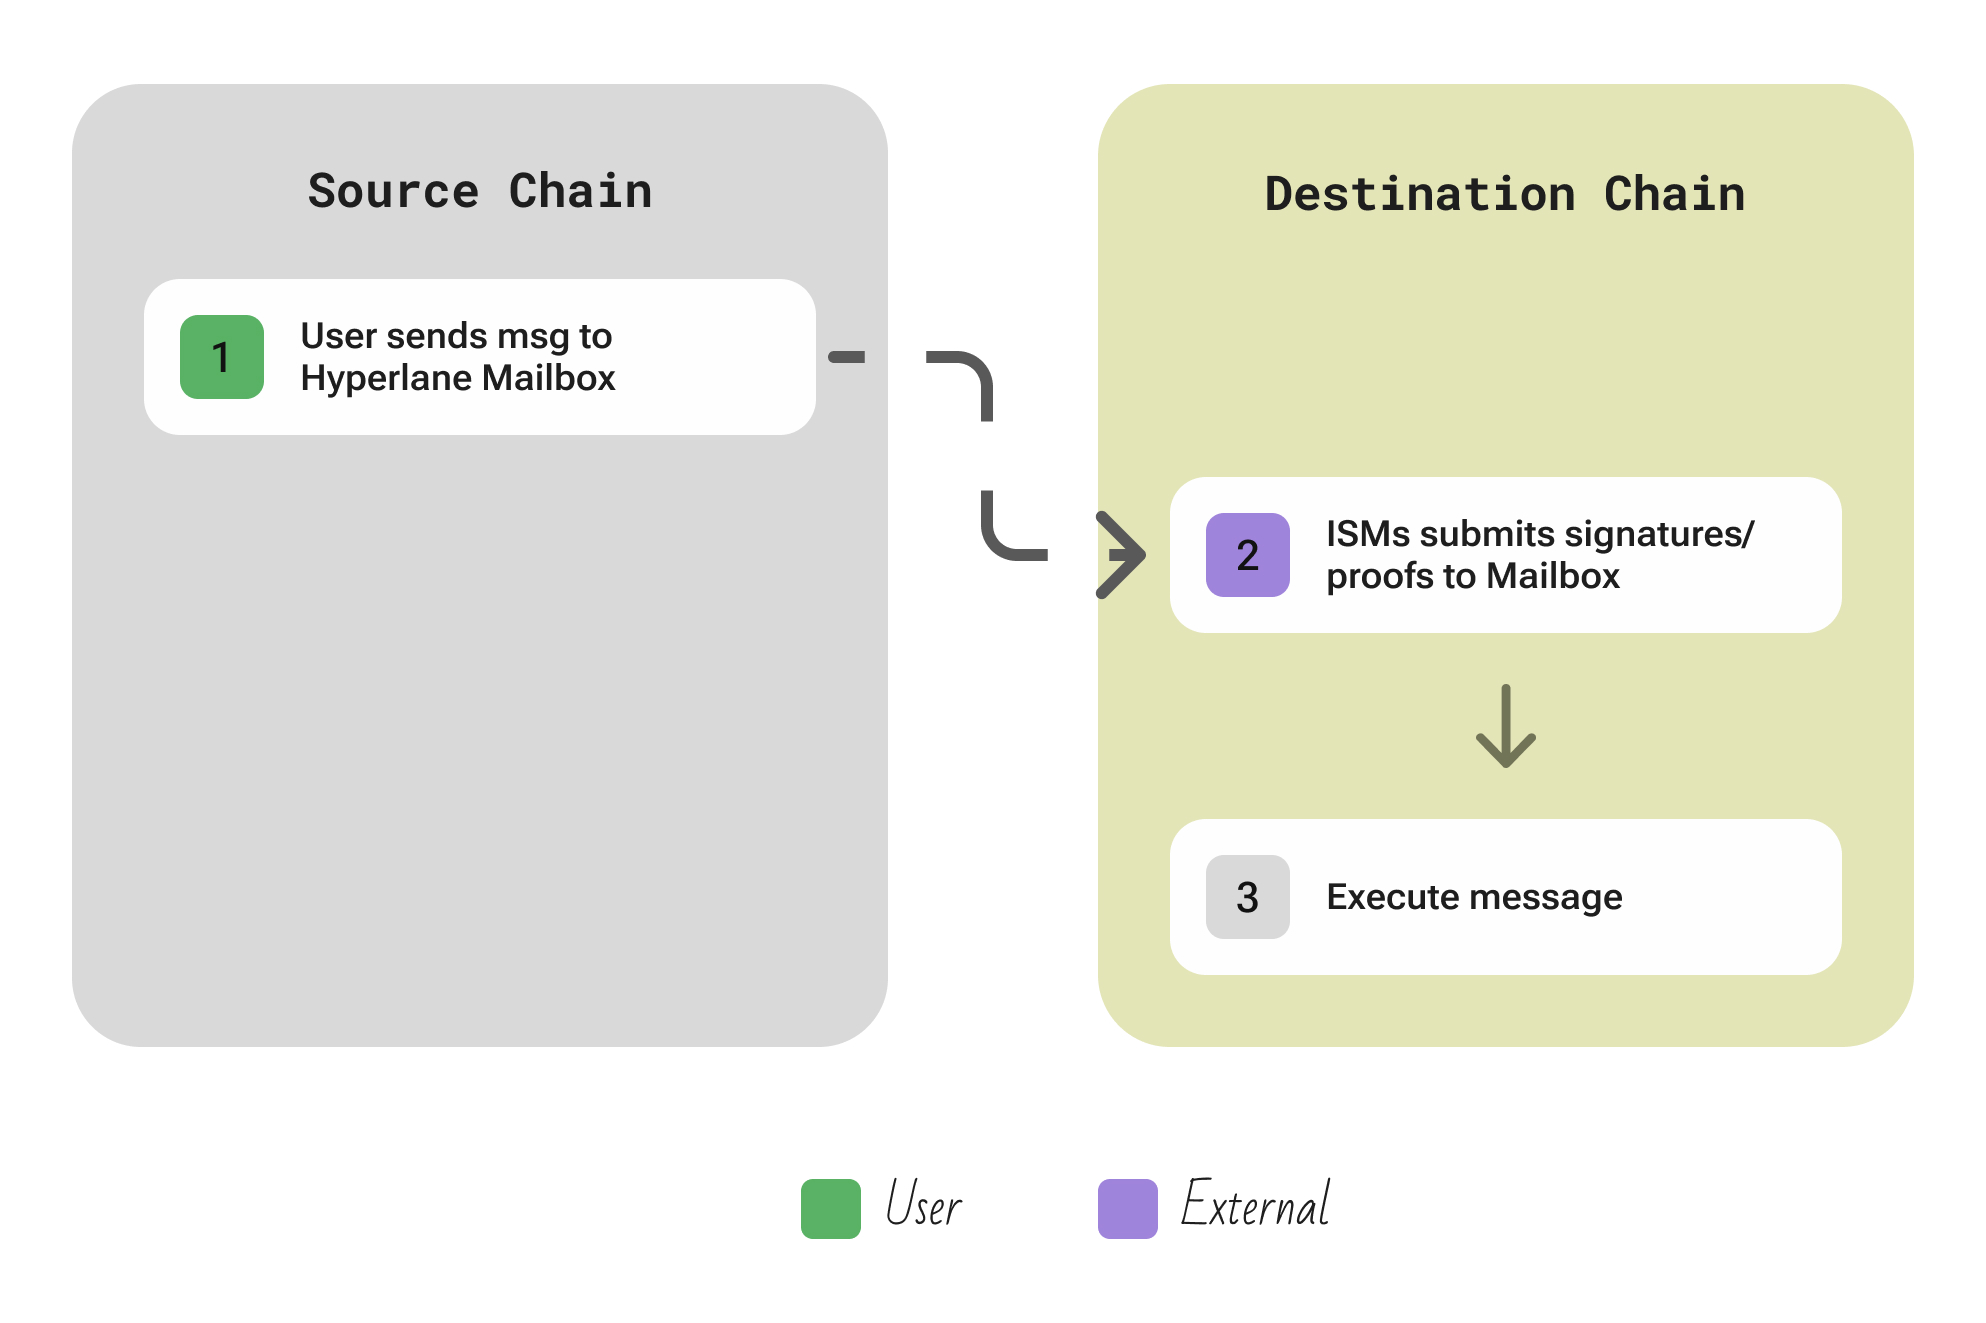 Source Chain
1
User sends msg to
Hyperlane Mailbox
Destination Chain
2
ISMs submits signatures/
proofs to Mailbox
3
Execute message
User
External